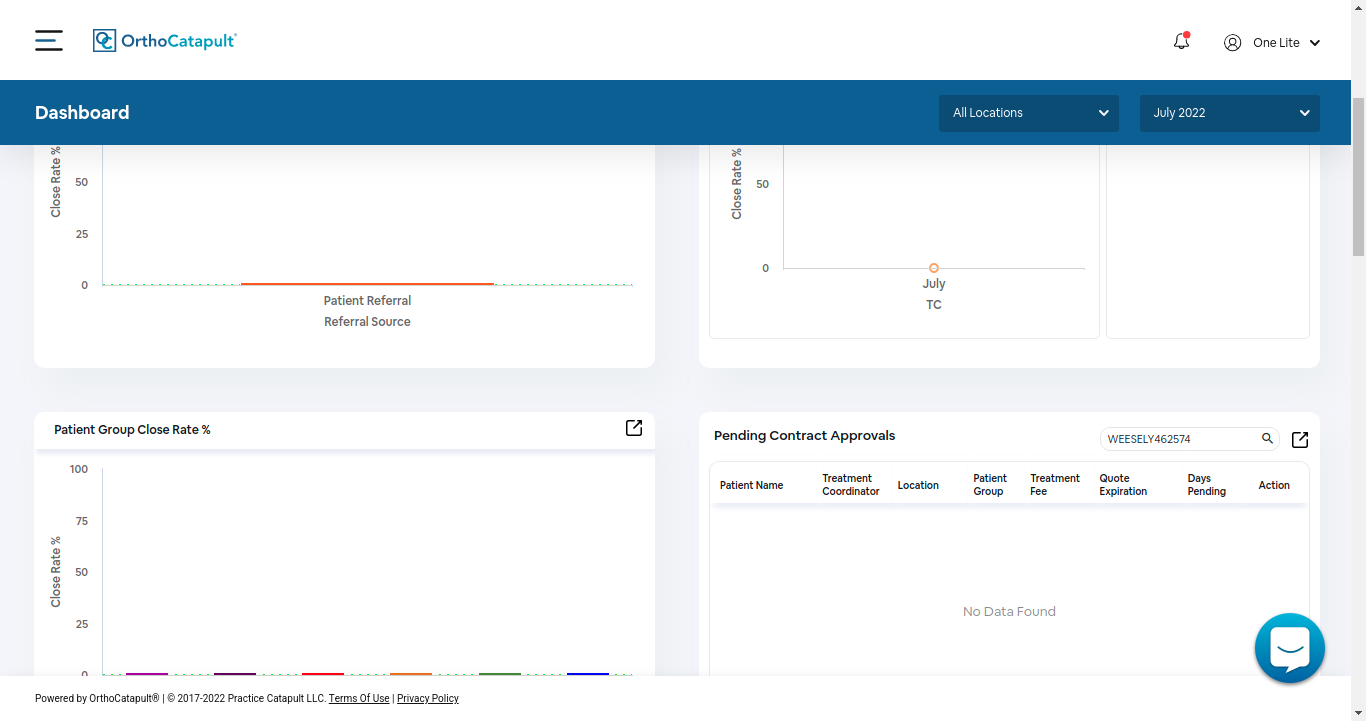 OrthoCatapult®
One Lite
Dashboard
All Locations
July 2022
Close Rate %
50
25
0
Patient Referral
Referral Source
Close Rate %
50
0
July
TC
Patient Group Close Rate %
100
75
50
25
0
Close Rate %
Pending Contract Approvals
WEESELY462574
Patient Name Treatment Coordinator Location Patient Group Treatment Fee Quote Expiration Days Pending Action
No Data Found
Powered by OrthoCatapult® | © 2017-2022 Practice Catapult LLC. Terms Of Use | Privacy Policy